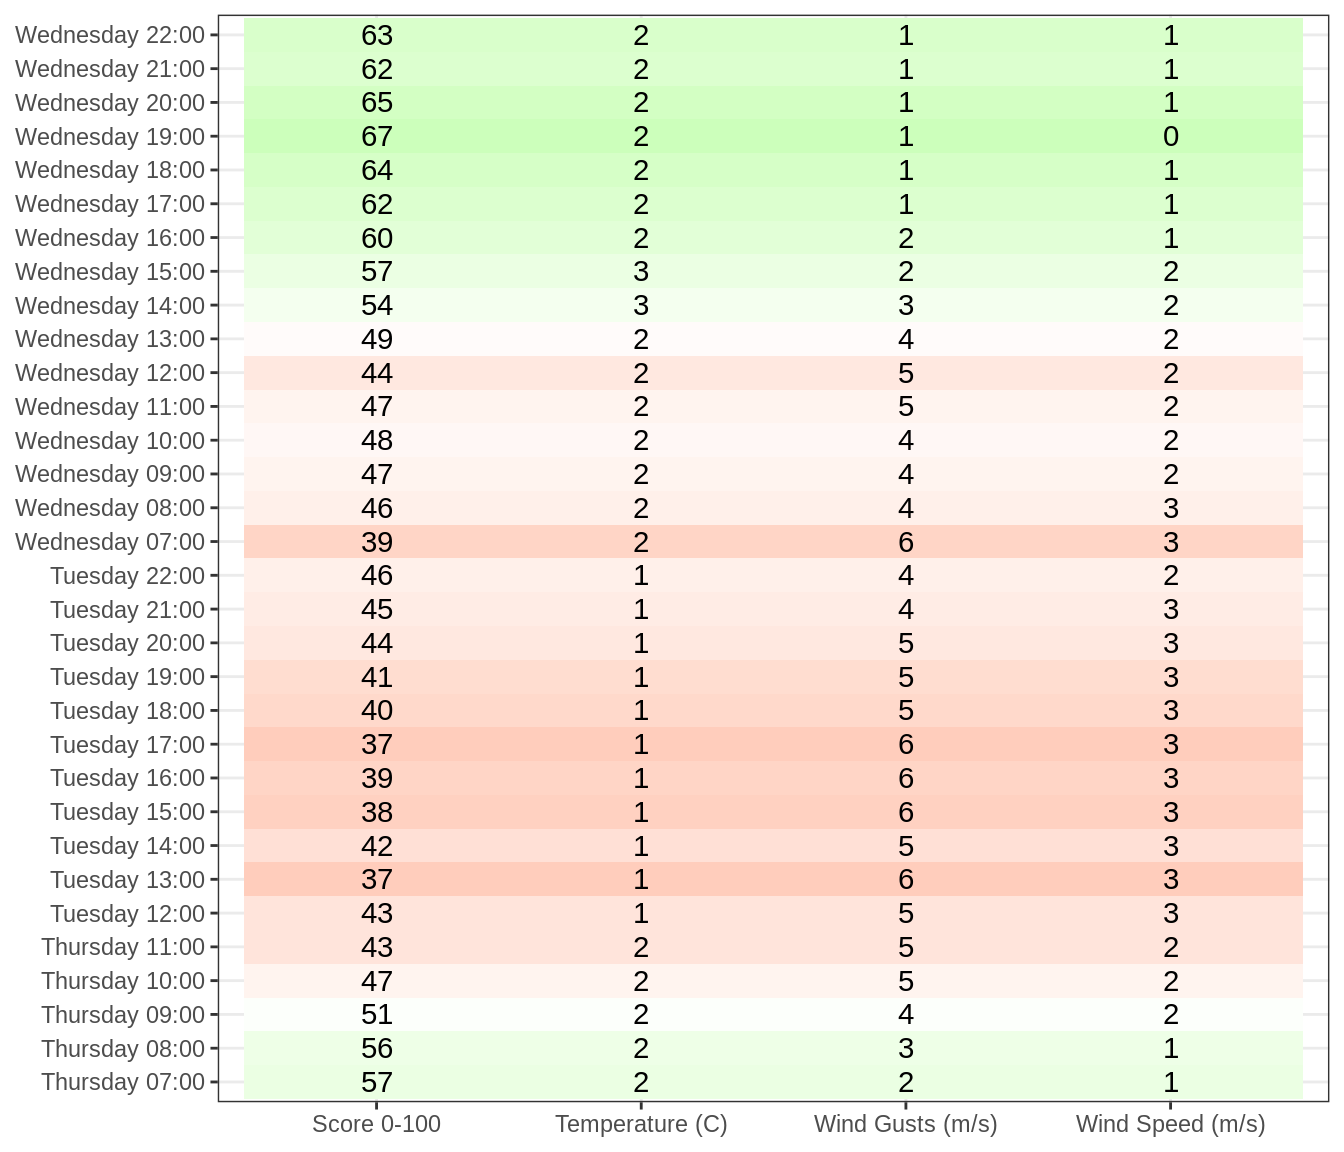 Wednesday 22:00 63 2 1 1
Wednesday 21:00 62 2 1 1
Wednesday 20:00 65 2 1 1
Wednesday 19:00 67 2 1 0
Wednesday 18:00 64 2 1 1
Wednesday 17:00 62 2 1 1
Wednesday 16:00 60 2 2 1
Wednesday 15:00 57 3 2 2
Wednesday 14:00 54 3 3 2
Wednesday 13:00 49 2 4 2
Wednesday 12:00 44 2 5 2
Wednesday 11:00 47 2 5 2
Wednesday 10:00 48 2 4 2
Wednesday 09:00 47 2 4 2
Wednesday 08:00 46 2 4 3
Wednesday 07:00 39 2 6 3
Tuesday 22:00 46 1 4 2
Tuesday 21:00 45 1 4 3
Tuesday 20:00 44 1 5 3
Tuesday 19:00 41 1 5 3
Tuesday 18:00 40 1 5 3
Tuesday 17:00 37 1 6 3
Tuesday 16:00 39 1 6 3
Tuesday 15:00 38 1 6 3
Tuesday 14:00 42 1 5 3
Tuesday 13:00 37 1 6 3
Tuesday 12:00 43 1 5 3
Thursday 11:00 43 2 5 2
Thursday 10:00 47 2 5 2
Thursday 09:00 51 2 4 2
Thursday 08:00 56 2 3 1
Thursday 07:00 57 2 2 1
Score 0-100 Temperature (C) Wind Gusts (m/s) Wind Speed (m/s)